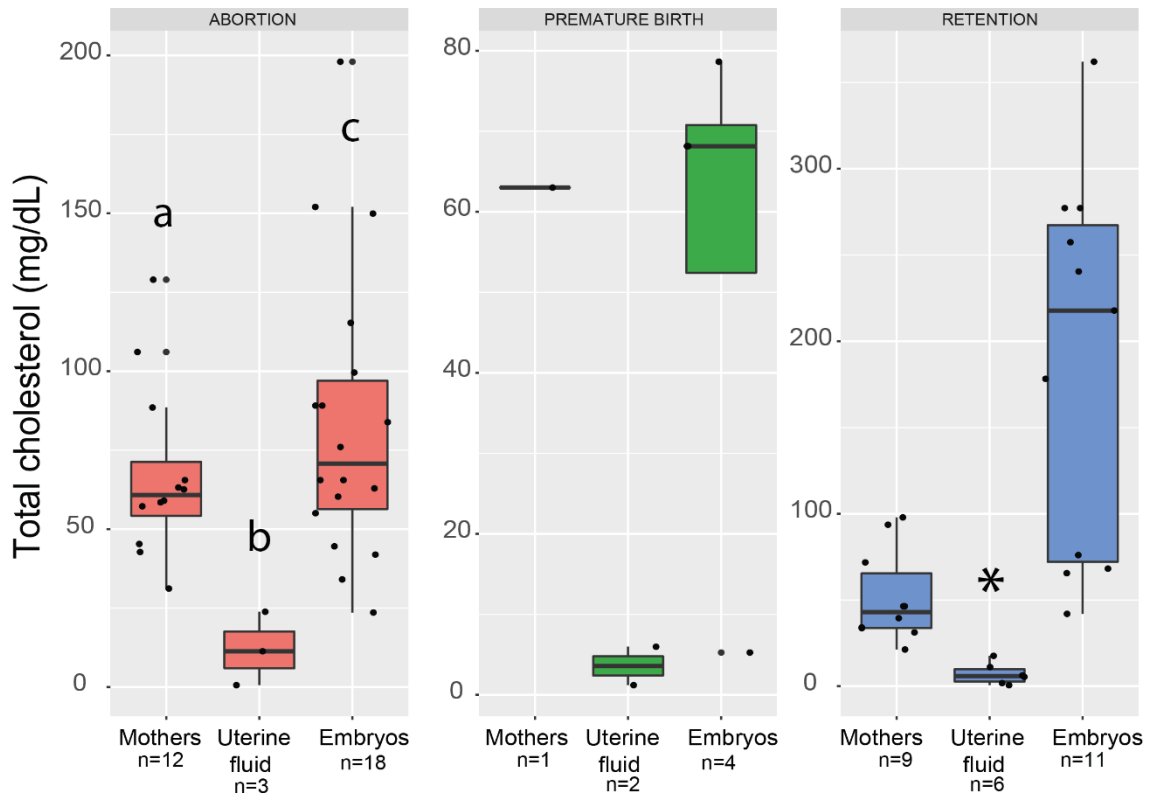 ABORTION
PREMATURE BIRTH
RETENTION
Total cholesterol (mg/dL)
200
150
100
50
0
a
b
c
80
60
40
20
0
300
200
100
0
*
Mothers
n=12
Uterine
fluid
n=3
Embryos
n=18
Mothers
n=1
Uterine
fluid
n=2
Embryos
n=4
Mothers
n=9
Uterine
fluid
n=6
Embryos
n=11